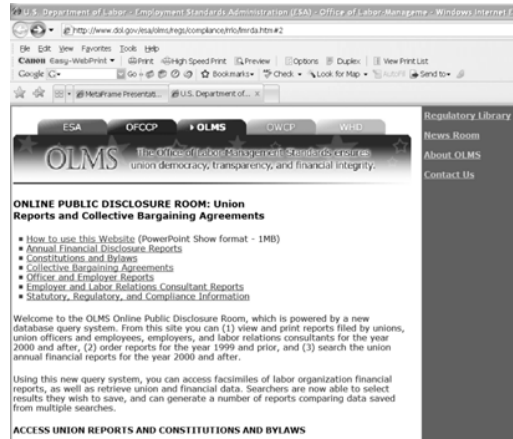 U.S. Department of Labor - Employment Standards Administration (ESA) - Office of Labor-Manageme - Windows Internet E
http://www.dol.gov/esa/olms/regs/compliance/rrlo/lmrda.htm#2
File Edit View Favorites Tools Help
Canon Easy-WebPrint Print High Speed Print Preview Options Duplex View Print List
Google Go Bookmarks Check Look for Map AutoFill Send to
MetaFrame Presentati... U.S. Department of... X
Regulatory Library
News Room
About OLMS
Contact Us
ESA OFCCP OLMS OWCP WHD
OLMS The Office of Labor-Management Standards ensures
union democracy, transparency, and financial integrity.
ONLINE PUBLIC DISCLOSURE ROOM: Union
Reports and Collective Bargaining Agreements
How to use this Website (PowerPoint Show format - 1MB)
Annual Financial Disclosure Reports
Constitutions and Bylaws
Collective Bargaining Agreements
Officer and Employer Reports
Employer and Labor Relations Consultant Reports
Statutory, Regulatory, and Compliance Information
Welcome to the OLMS Online Public Disclosure Room, which is powered by a new
database query system. From this site you can (1) view and print reports filed by unions,
union officers and employees, employers, and labor relations consultants for the year
2000 and after, (2) order reports for the year 1999 and prior, and (3) search the union
annual financial reports for the year 2000 and after.
Using this new query system, you can access facsimiles of labor organization financial
reports, as well as retrieve union and financial data. Searchers are now able to select
results they wish to save, and can generate a number of reports comparing data saved
from multiple searches.
ACCESS UNION REPORTS AND CONSTITUTIONS AND BYLAWS